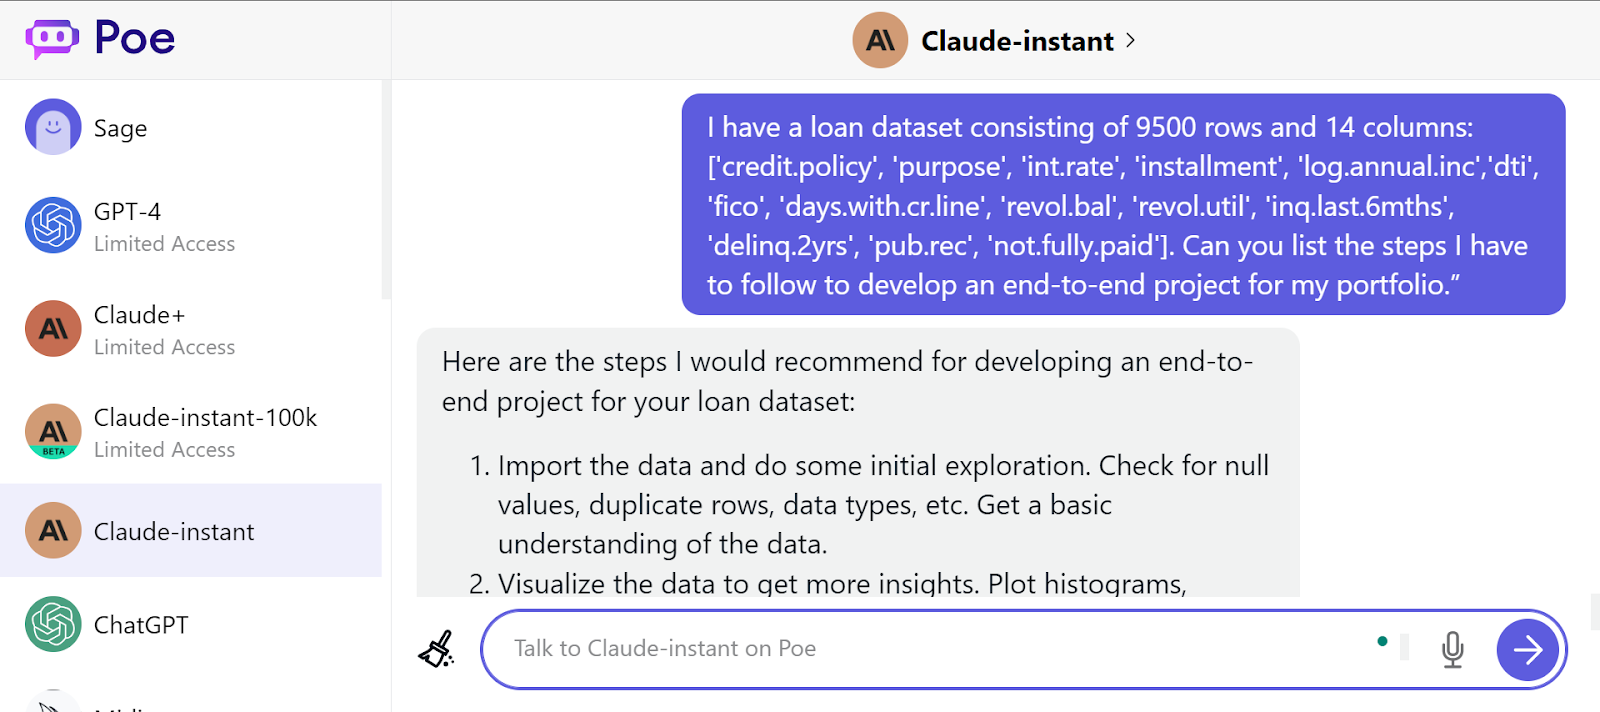 Poe
Claude-instant
Sage
GPT-4
Limited Access
Claude+
Limited Access
Claude-instant-100k
Limited Access
BETA
Claude-instant
ChatGPT
I have a loan dataset consisting of 9500 rows and 14 columns:
['credit.policy', 'purpose', 'int.rate', 'installment', 'log.annual.inc','dti',
'fico', 'days.with.cr.line', 'revol.bal', 'revol.util', 'inq.last.6mths',
'delinq.2yrs', 'pub.rec', 'not.fully.paid']. Can you list the steps I have
to follow to develop an end-to-end project for my portfolio.”
Here are the steps I would recommend for developing an end-to-
end project for your loan dataset:
1. Import the data and do some initial exploration. Check for null
values, duplicate rows, data types, etc. Get a basic
understanding of the data.
2. Visualize the data to get more insights. Plot histograms,
Talk to Claude-instant on Poe